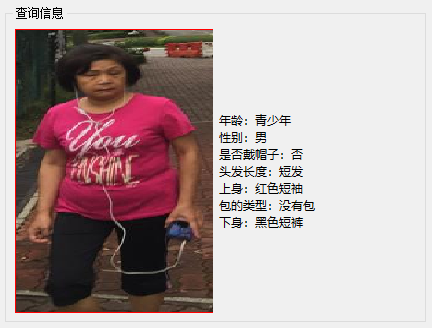 查询信息
You
SUNSHINE
年龄：青少年
性别：男
是否戴帽子：否
头发长度：短发
上身：红色短袖
包的类型：没有包
下身：黑色短裤